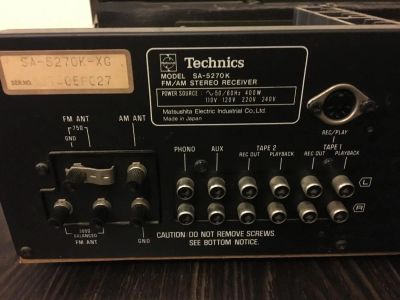 SA-5270K-XG
SER.NO.
Technics
MODEL SA-5270K
FM/AM STEREO RECEIVER
POWER SOURCE: ∿50/60Hz 400W
110V 120V 220V 240V
Matsushita Electric Industrial Co., Ltd.
Made in Japan
FM ANT
75Ω
GND
AM ANT
300Ω
BALANCED
FM ANT
GND
REC/PLAY
PHONO
AUX
TAPE 2
REC OUT
PLAYBACK
TAPE 1
REC OUT
PLAYBACK
L
R
CAUTION: DO NOT REMOVE SCREWS.
SEE BOTTOM NOTICE.